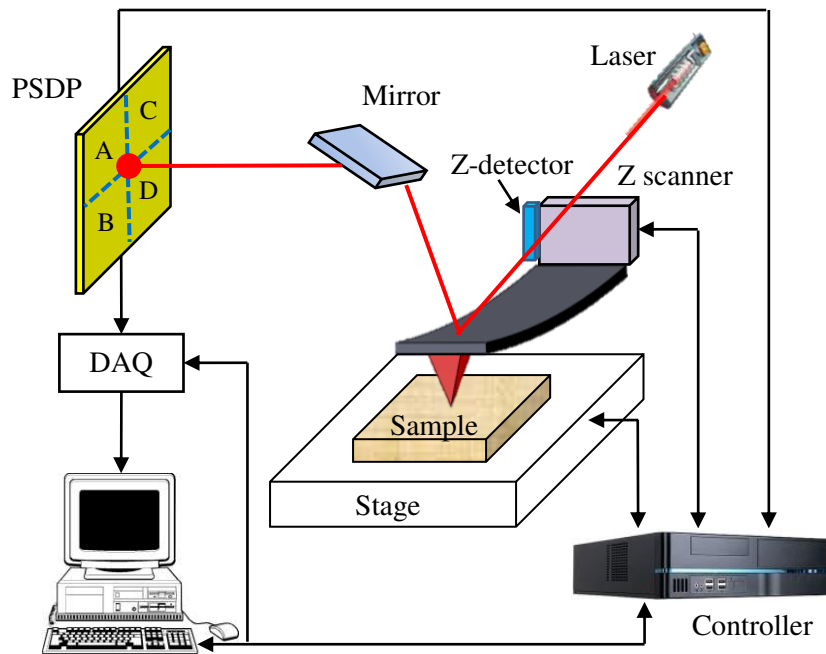 Laser
PSDP
Mirror
C
A
Z-detector
Z scanner
D
B
DAQ
Sample
Stage
Controller